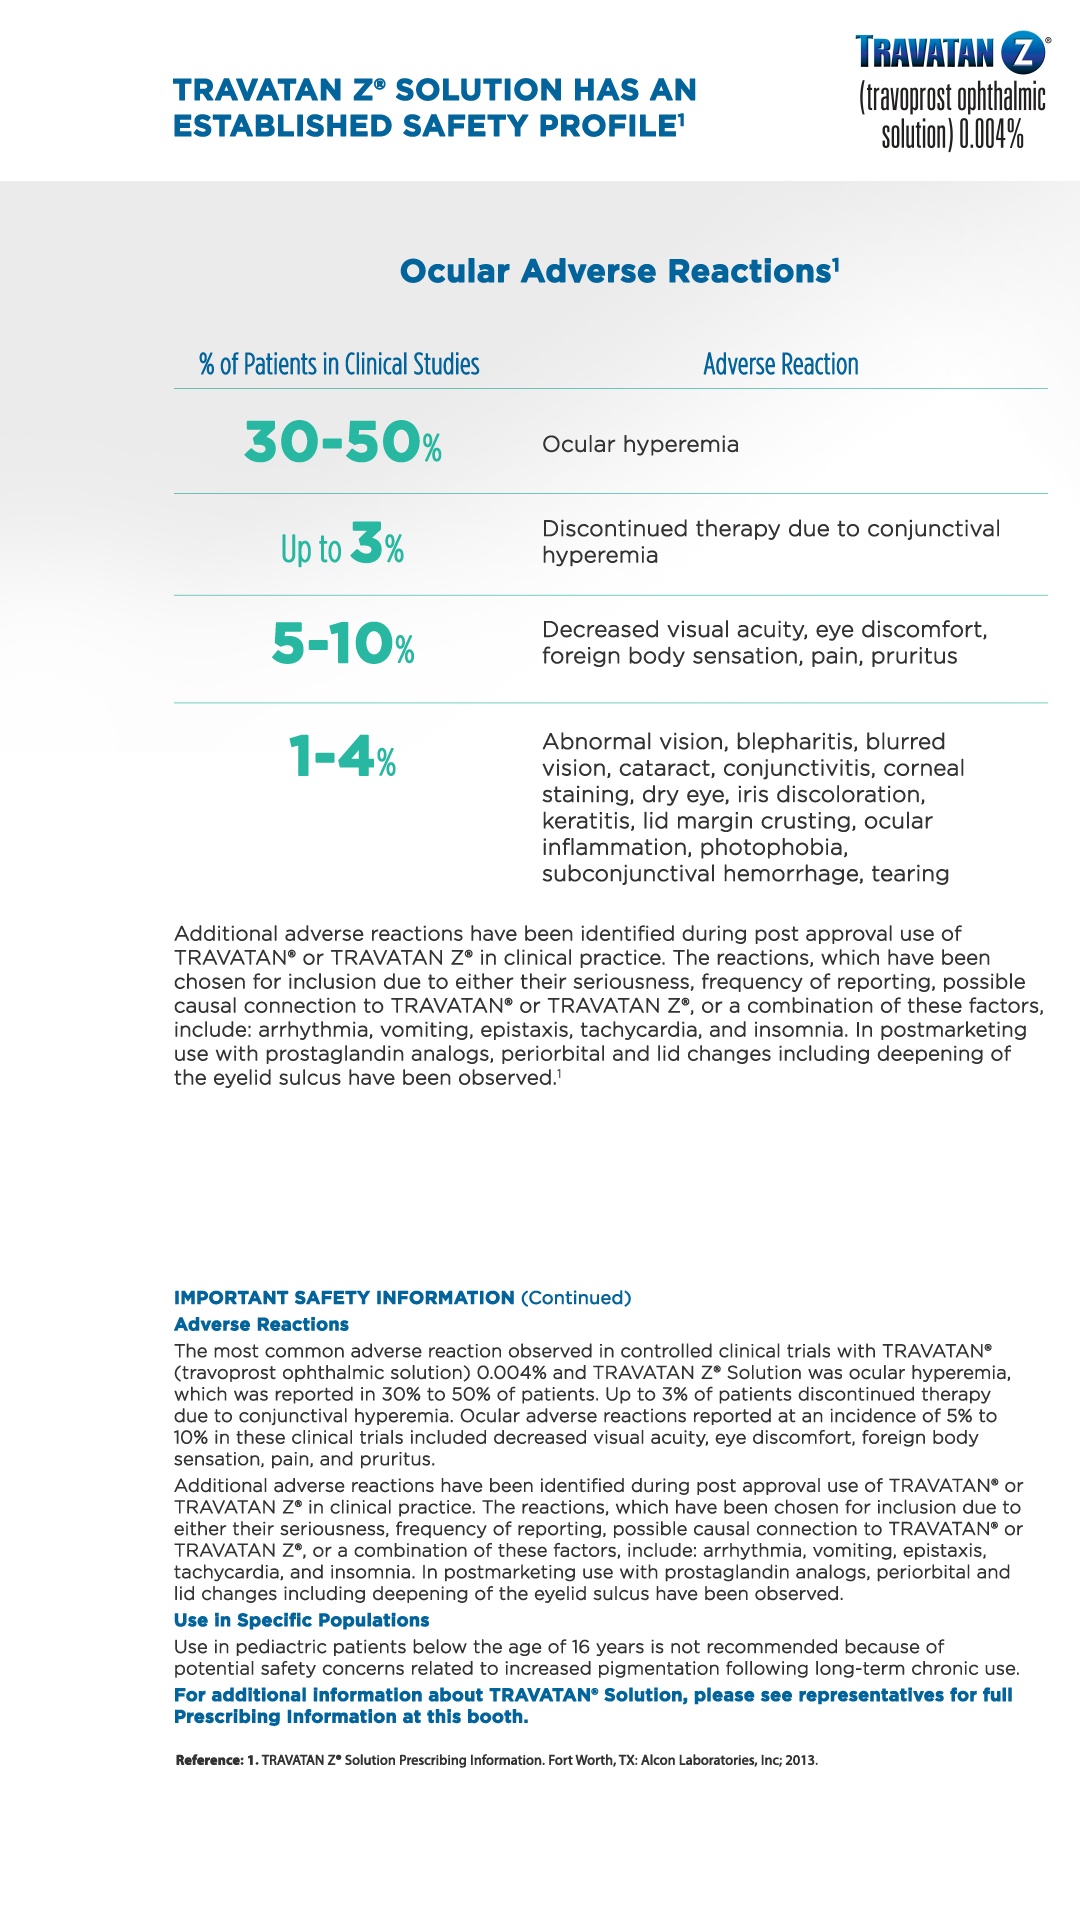 TRAVATAN Z® SOLUTION HAS AN
ESTABLISHED SAFETY PROFILE¹
TRAVATAN Z®
(travoprost ophthalmic
solution) 0.004%
Ocular Adverse Reactions¹
% of Patients in Clinical Studies
Adverse Reaction
30-50%
Ocular hyperemia
Up to 3%
Discontinued therapy due to conjunctival
hyperemia
5-10%
Decreased visual acuity, eye discomfort,
foreign body sensation, pain, pruritus
1-4%
Abnormal vision, blepharitis, blurred
vision, cataract, conjunctivitis, corneal
staining, dry eye, iris discoloration,
keratitis, lid margin crusting, ocular
inflammation, photophobia,
subconjunctival hemorrhage, tearing
Additional adverse reactions have been identified during post approval use of
TRAVATAN® or TRAVATAN Z® in clinical practice. The reactions, which have been
chosen for inclusion due to either their seriousness, frequency of reporting, possible
causal connection to TRAVATAN® or TRAVATAN Z®, or a combination of these factors,
include: arrhythmia, vomiting, epistaxis, tachycardia, and insomnia. In postmarketing
use with prostaglandin analogs, periorbital and lid changes including deepening of
the eyelid sulcus have been observed.¹
IMPORTANT SAFETY INFORMATION (Continued)
Adverse Reactions
The most common adverse reaction observed in controlled clinical trials with TRAVATAN®
(travoprost ophthalmic solution) 0.004% and TRAVATAN Z® Solution was ocular hyperemia,
which was reported in 30% to 50% of patients. Up to 3% of patients discontinued therapy
due to conjunctival hyperemia. Ocular adverse reactions reported at an incidence of 5% to
10% in these clinical trials included decreased visual acuity, eye discomfort, foreign body
sensation, pain, and pruritus.
Additional adverse reactions have been identified during post approval use of TRAVATAN® or
TRAVATAN Z® in clinical practice. The reactions, which have been chosen for inclusion due to
either their seriousness, frequency of reporting, possible causal connection to TRAVATAN® or
TRAVATAN Z®, or a combination of these factors, include: arrhythmia, vomiting, epistaxis,
tachycardia, and insomnia. In postmarketing use with prostaglandin analogs, periorbital and
lid changes including deepening of the eyelid sulcus have been observed.
Use in Specific Populations
Use in pediactric patients below the age of 16 years is not recommended because of
potential safety concerns related to increased pigmentation following long-term chronic use.
For additional information about TRAVATAN® Solution, please see representatives for full
Prescribing Information at this booth.
Reference: 1. TRAVATAN Z® Solution Prescribing Information. Fort Worth, TX: Alcon Laboratories, Inc; 2013.